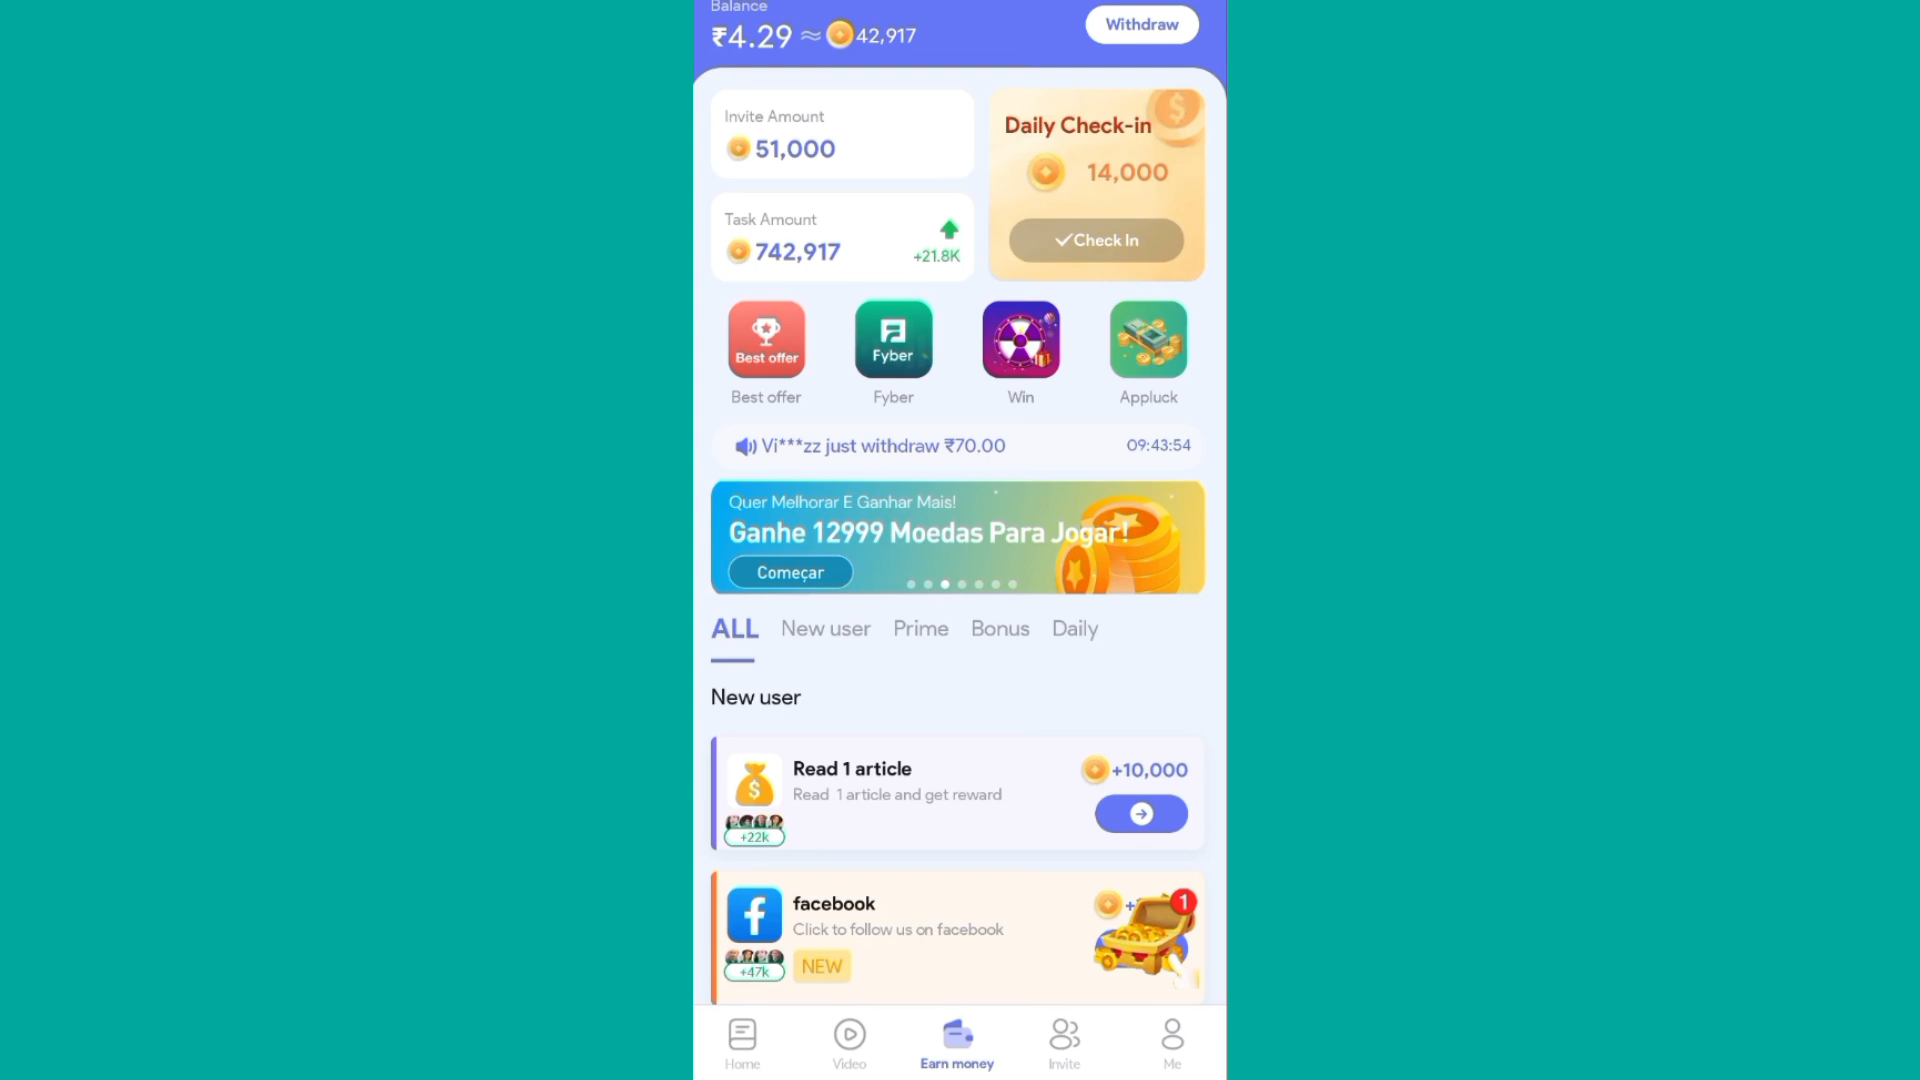 Balance
₹4.29 ≈ 42,917
Withdraw
Invite Amount
51,000
Daily Check-in
14,000
Check In
Task Amount
742,917
+21.8K
Best offer
Fyber
Best offer
Fyber
Win
Appluck
Vi***zz just withdraw ₹70.00
09:43:54
Quer Melhorar E Ganhar Mais!
Ganhe 12999 Moedas Para Jogar!
Começar
ALL New user Prime Bonus Daily
New user
Read 1 article
Read 1 article and get reward
+10,000
+22k
facebook
Click to follow us on facebook
NEW
+47k
1
Home
Video
Earn money
Invite
Me